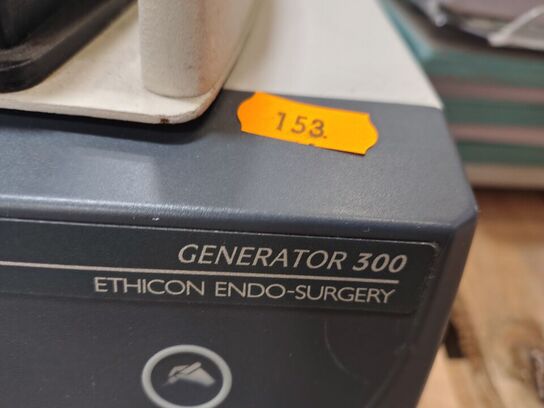 153.
GENERATOR 300
ETHICON ENDO-SURGERY